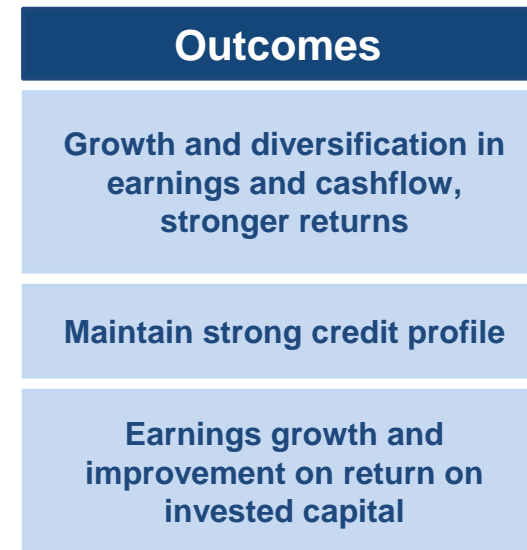 Outcomes
Growth and diversification in
earnings and cashflow,
stronger returns
Maintain strong credit profile
Earnings growth and
improvement on return on
invested capital